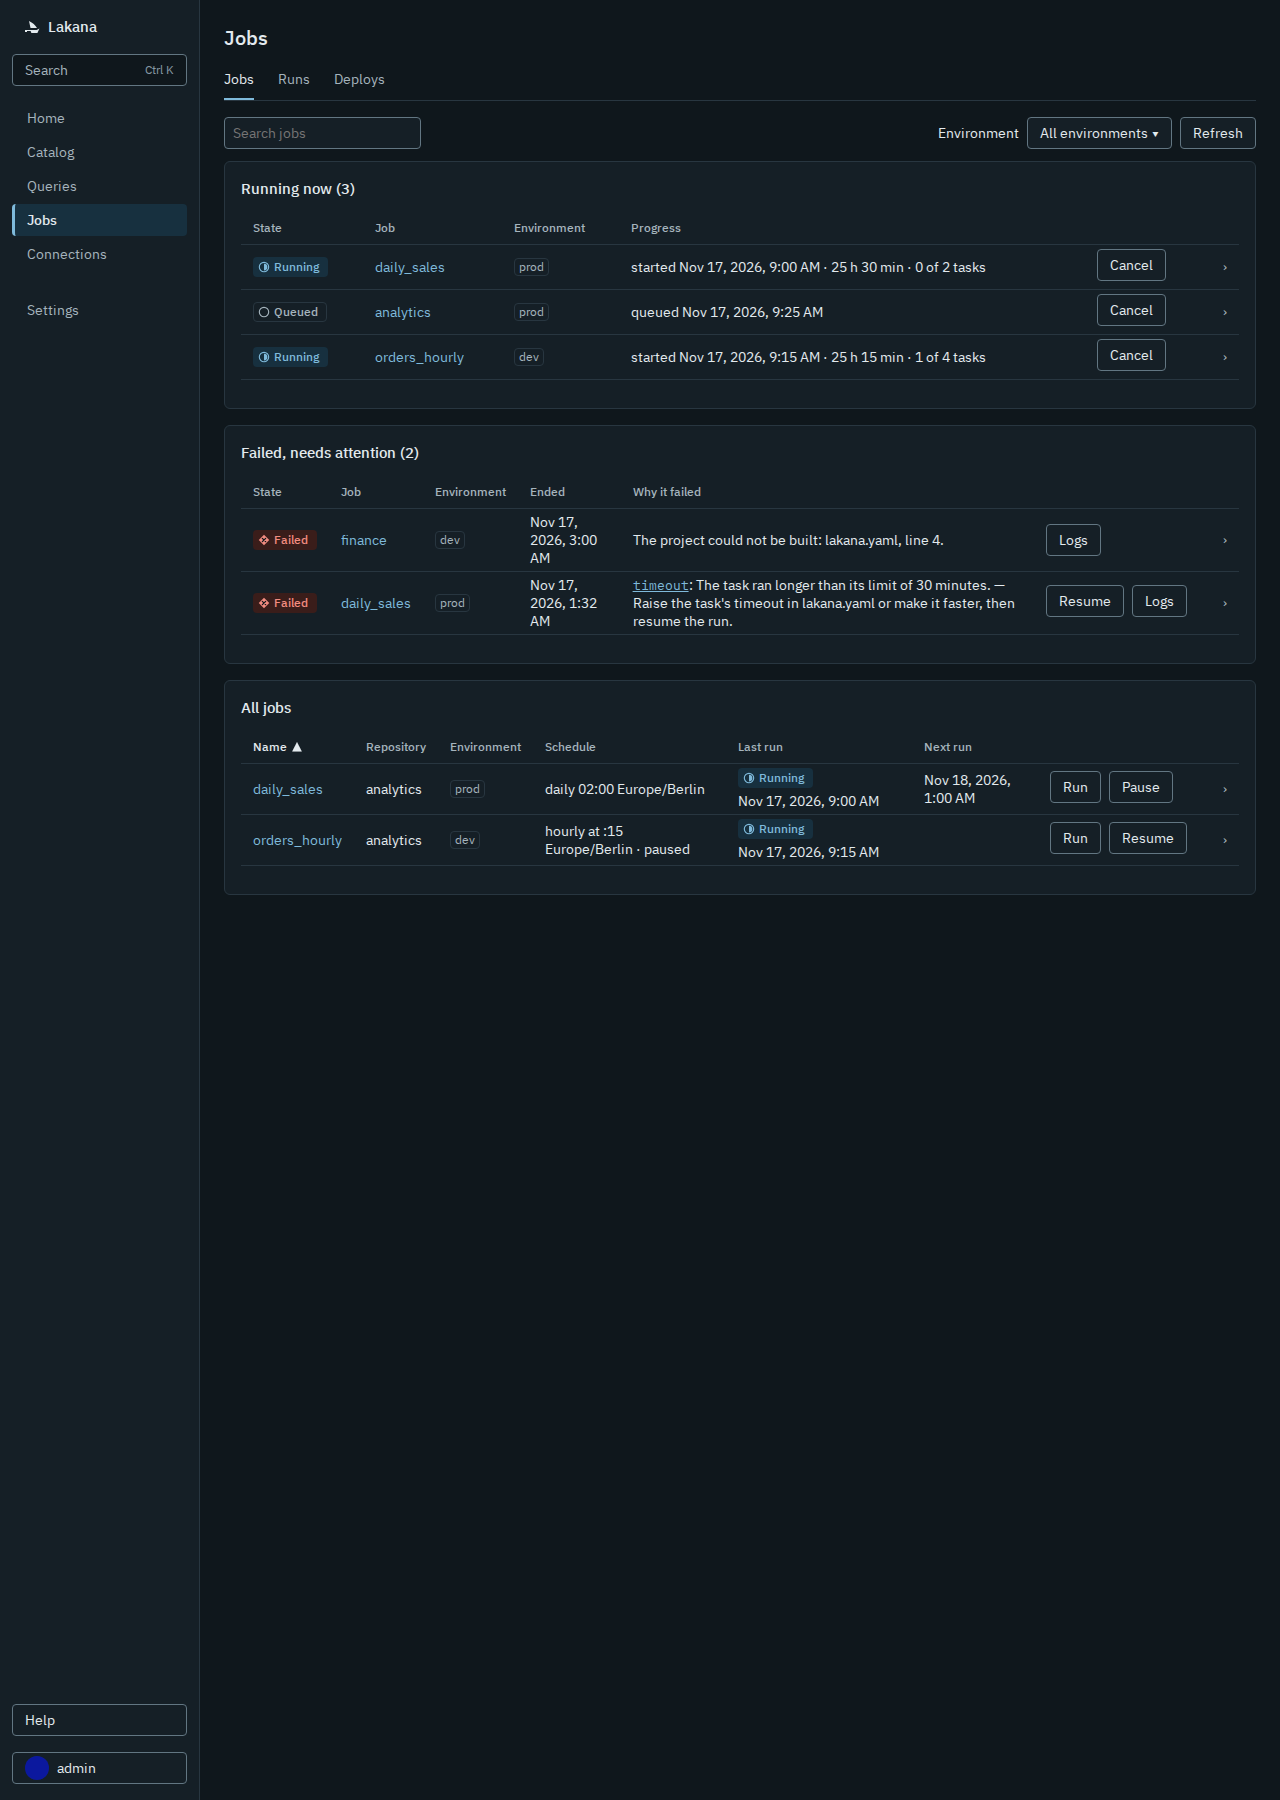 Lakana
Search Ctrl K
Home
Catalog
Queries
Jobs
Connections
Settings
Help
admin
Jobs
Jobs Runs Deploys
Search jobs Environment All environments ▾ Refresh
Running now (3)
State Job Environment Progress
Running daily_sales prod started Nov 17, 2026, 9:00 AM · 25 h 30 min · 0 of 2 tasks Cancel ›
Queued analytics prod queued Nov 17, 2026, 9:25 AM Cancel ›
Running orders_hourly dev started Nov 17, 2026, 9:15 AM · 25 h 15 min · 1 of 4 tasks Cancel ›
Failed, needs attention (2)
State Job Environment Ended Why it failed
Failed finance dev Nov 17, 2026, 3:00 AM The project could not be built: lakana.yaml, line 4. Logs ›
Failed daily_sales prod Nov 17, 2026, 1:32 AM timeout: The task ran longer than its limit of 30 minutes. — Raise the task's timeout in lakana.yaml or make it faster, then resume the run. Resume Logs ›
All jobs
Name ▲ Repository Environment Schedule Last run Next run
daily_sales analytics prod daily 02:00 Europe/Berlin Running Nov 17, 2026, 9:00 AM Nov 18, 2026, 1:00 AM Run Pause ›
orders_hourly analytics dev hourly at :15 Europe/Berlin · paused Running Nov 17, 2026, 9:15 AM Run Resume ›